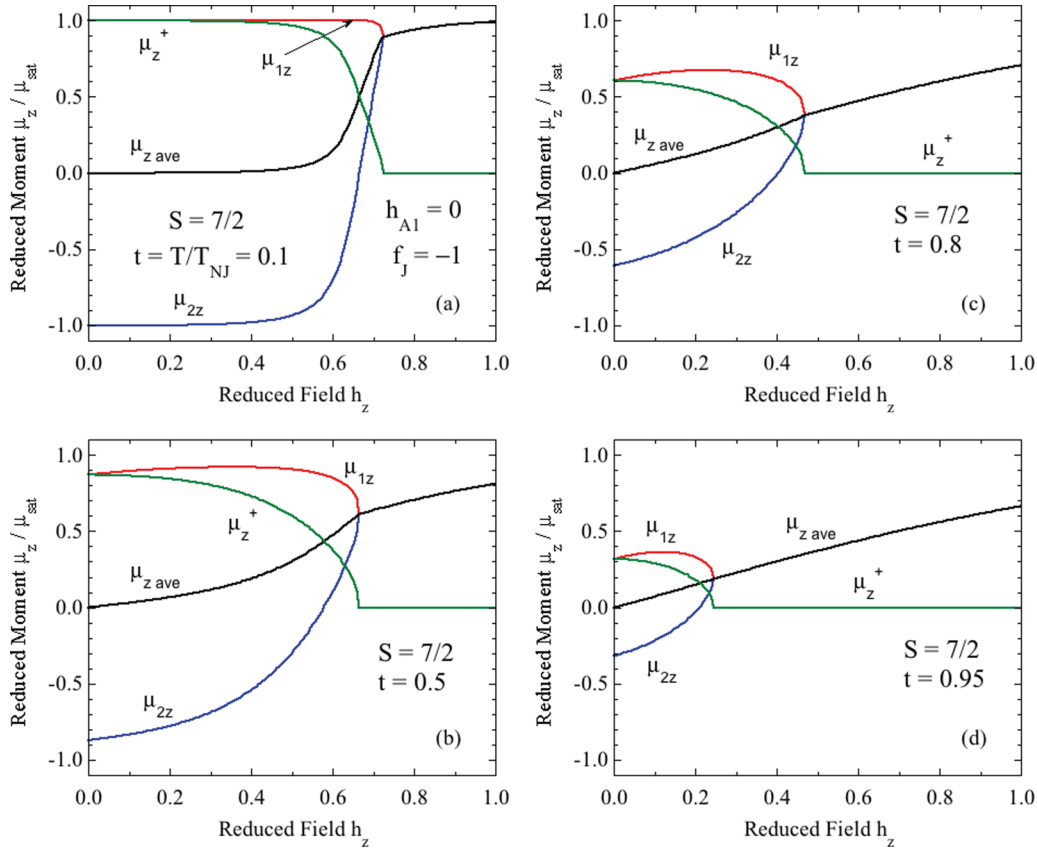 1.0
0.5
0.0
-0.5
-1.0
Reduced Moment μz / μsat
μz+
μ1z
μz ave
S = 7/2
t = T/TNJ = 0.1
hA1 = 0
fJ = −1
μ2z
(a)
0.0 0.2 0.4 0.6 0.8 1.0
Reduced Field hz
1.0
0.5
0.0
-0.5
-1.0
Reduced Moment μz / μsat
μ1z
μz+
μz ave
S = 7/2
t = 0.5
μ2z
(b)
0.0 0.2 0.4 0.6 0.8 1.0
Reduced Field hz
1.0
0.5
0.0
-0.5
-1.0
Reduced Moment μz / μsat
μ1z
μz ave
μz+
S = 7/2
t = 0.8
μ2z
(c)
0.0 0.2 0.4 0.6 0.8 1.0
Reduced Field hz
1.0
0.5
0.0
-0.5
-1.0
Reduced Moment μz / μsat
μz ave
μ1z
μz+
μ2z
S = 7/2
t = 0.95
(d)
0.0 0.2 0.4 0.6 0.8 1.0
Reduced Field hz